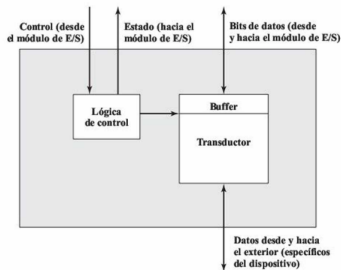 Control (desde
el módulo de E/S)
Estado (hacia el
módulo de E/S)
Bits de datos (desde
y hacia el módulo de E/S)
Lógica
de control
Buffer
Transductor
Datos desde y hacia
el exterior (específicos
del dispositivo)